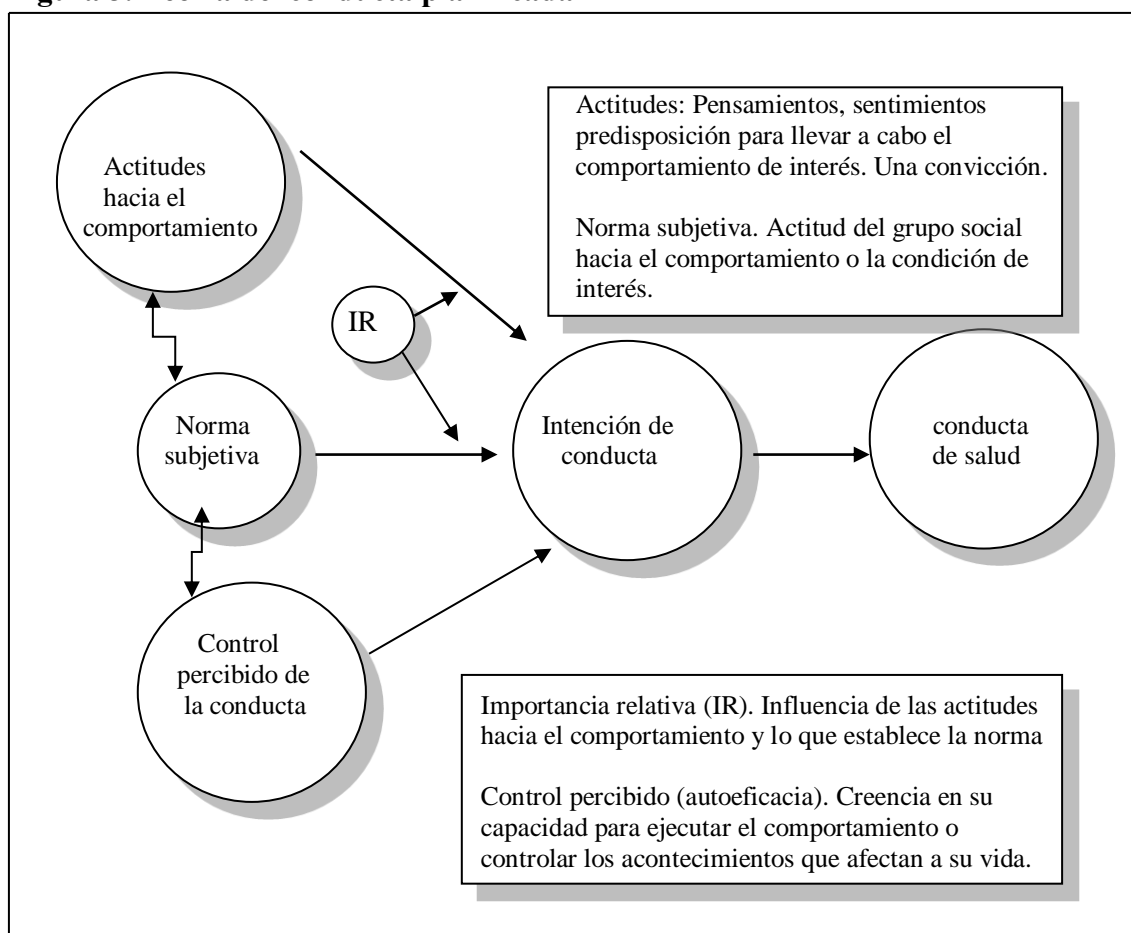 Actitudes
hacia el
comportamiento
Actitudes: Pensamientos, sentimientos
predisposición para llevar a cabo el
comportamiento de interés. Una convicción.
Norma subjetiva. Actitud del grupo social
hacia el comportamiento o la condición de
interés.
IR
Norma
subjetiva
Intención de
conducta
conducta
de salud
Control
percibido de
la conducta
Importancia relativa (IR). Influencia de las actitudes
hacia el comportamiento y lo que establece la norma
Control percibido (autoeficacia). Creencia en su
capacidad para ejecutar el comportamiento o
controlar los acontecimientos que afectan a su vida.